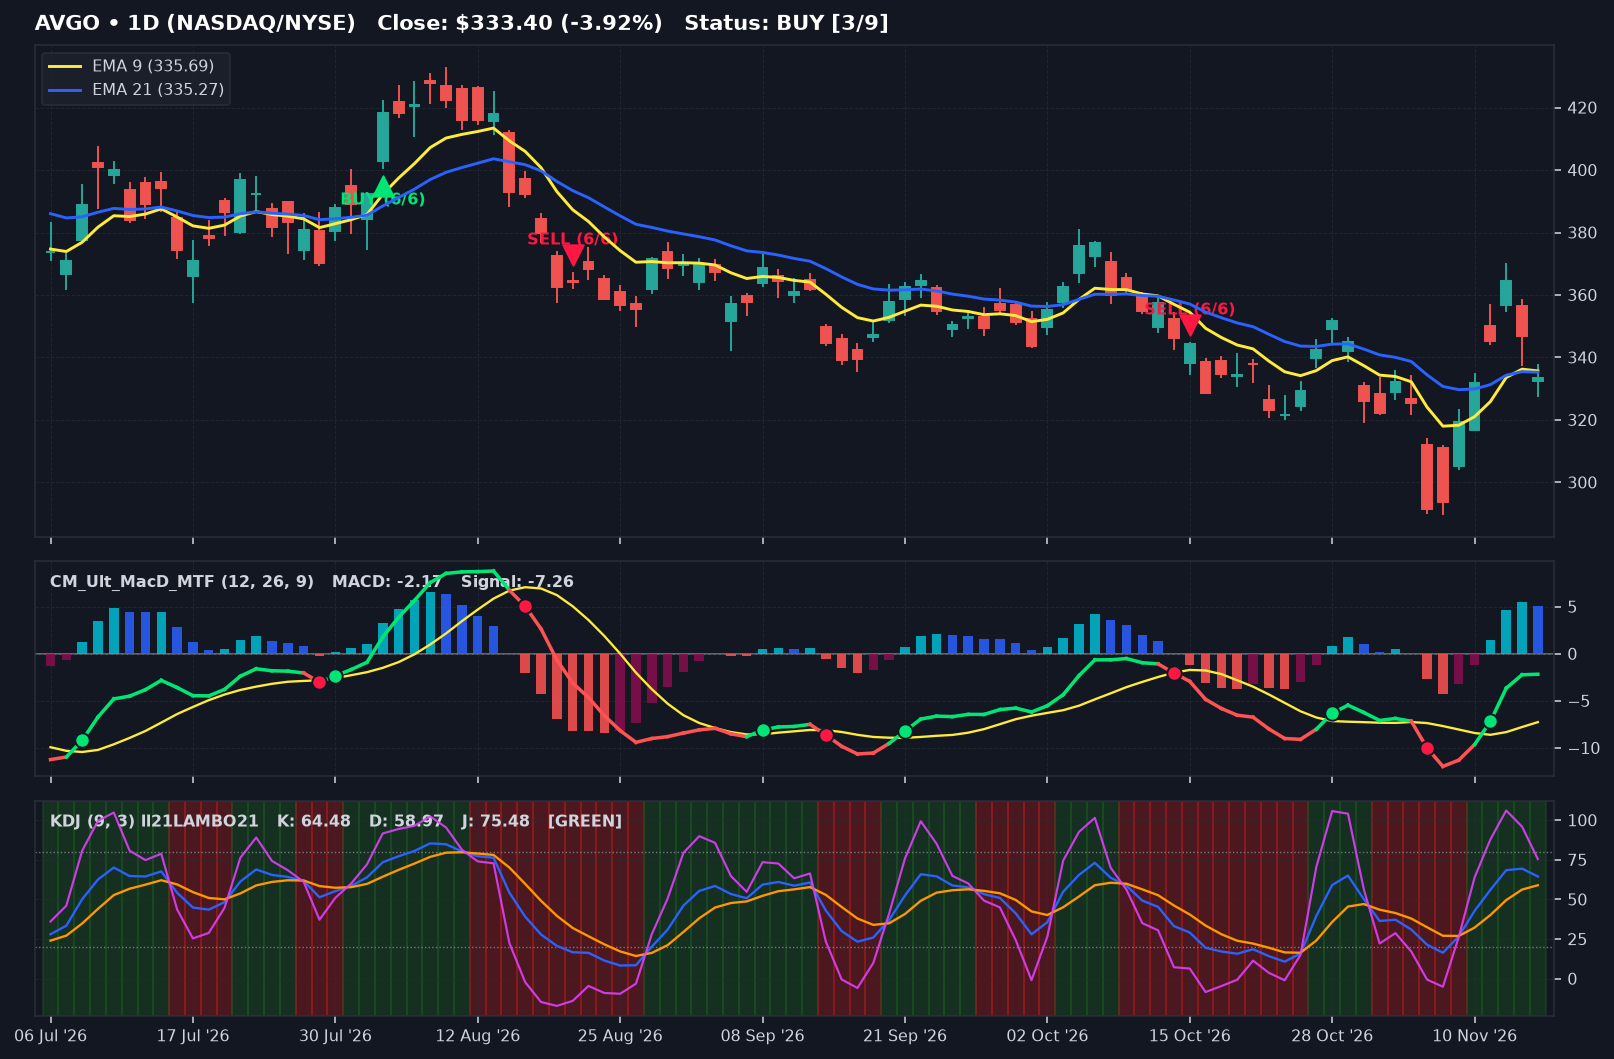 AVGO • 1D (NASDAQ/NYSE)   Close: $333.40 (-3.92%)   Status: BUY [3/9]
EMA 9 (335.69)
EMA 21 (335.27)
420
400
380
360
340
320
300
BUY (6/6)
SELL (6/6)
SELL (6/6)
CM_Ult_MacD_MTF (12, 26, 9)   MACD: -2.17   Signal: -7.26
5
0
−5
−10
KDJ (9, 3) II21LAMBO21   K: 64.48   D: 58.97   J: 75.48   [GREEN]
100
75
50
25
0
06 Jul '26
17 Jul '26
30 Jul '26
12 Aug '26
25 Aug '26
08 Sep '26
21 Sep '26
02 Oct '26
15 Oct '26
28 Oct '26
10 Nov '26